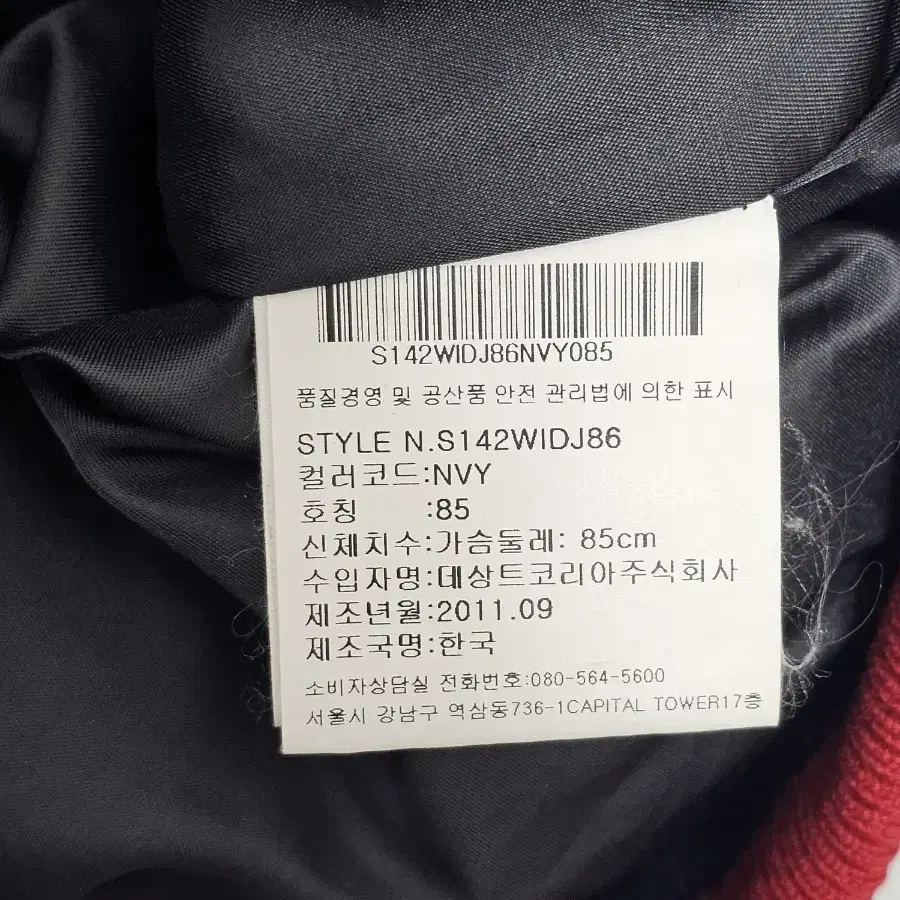 S142WIDJ86NVY085
품질경영 및 공산품 안전 관리법에 의한 표시
STYLE N.S142WIDJ86
컬러코드:NVY
호칭 :85
신체치수:가슴둘레: 85cm
수입자명:데상트코리아주식회사
제조년월:2011.09
제조국명:한국
소비자상담실 전화번호:080-564-5600
서울시 강남구 역삼동736-1CAPITAL TOWER17층